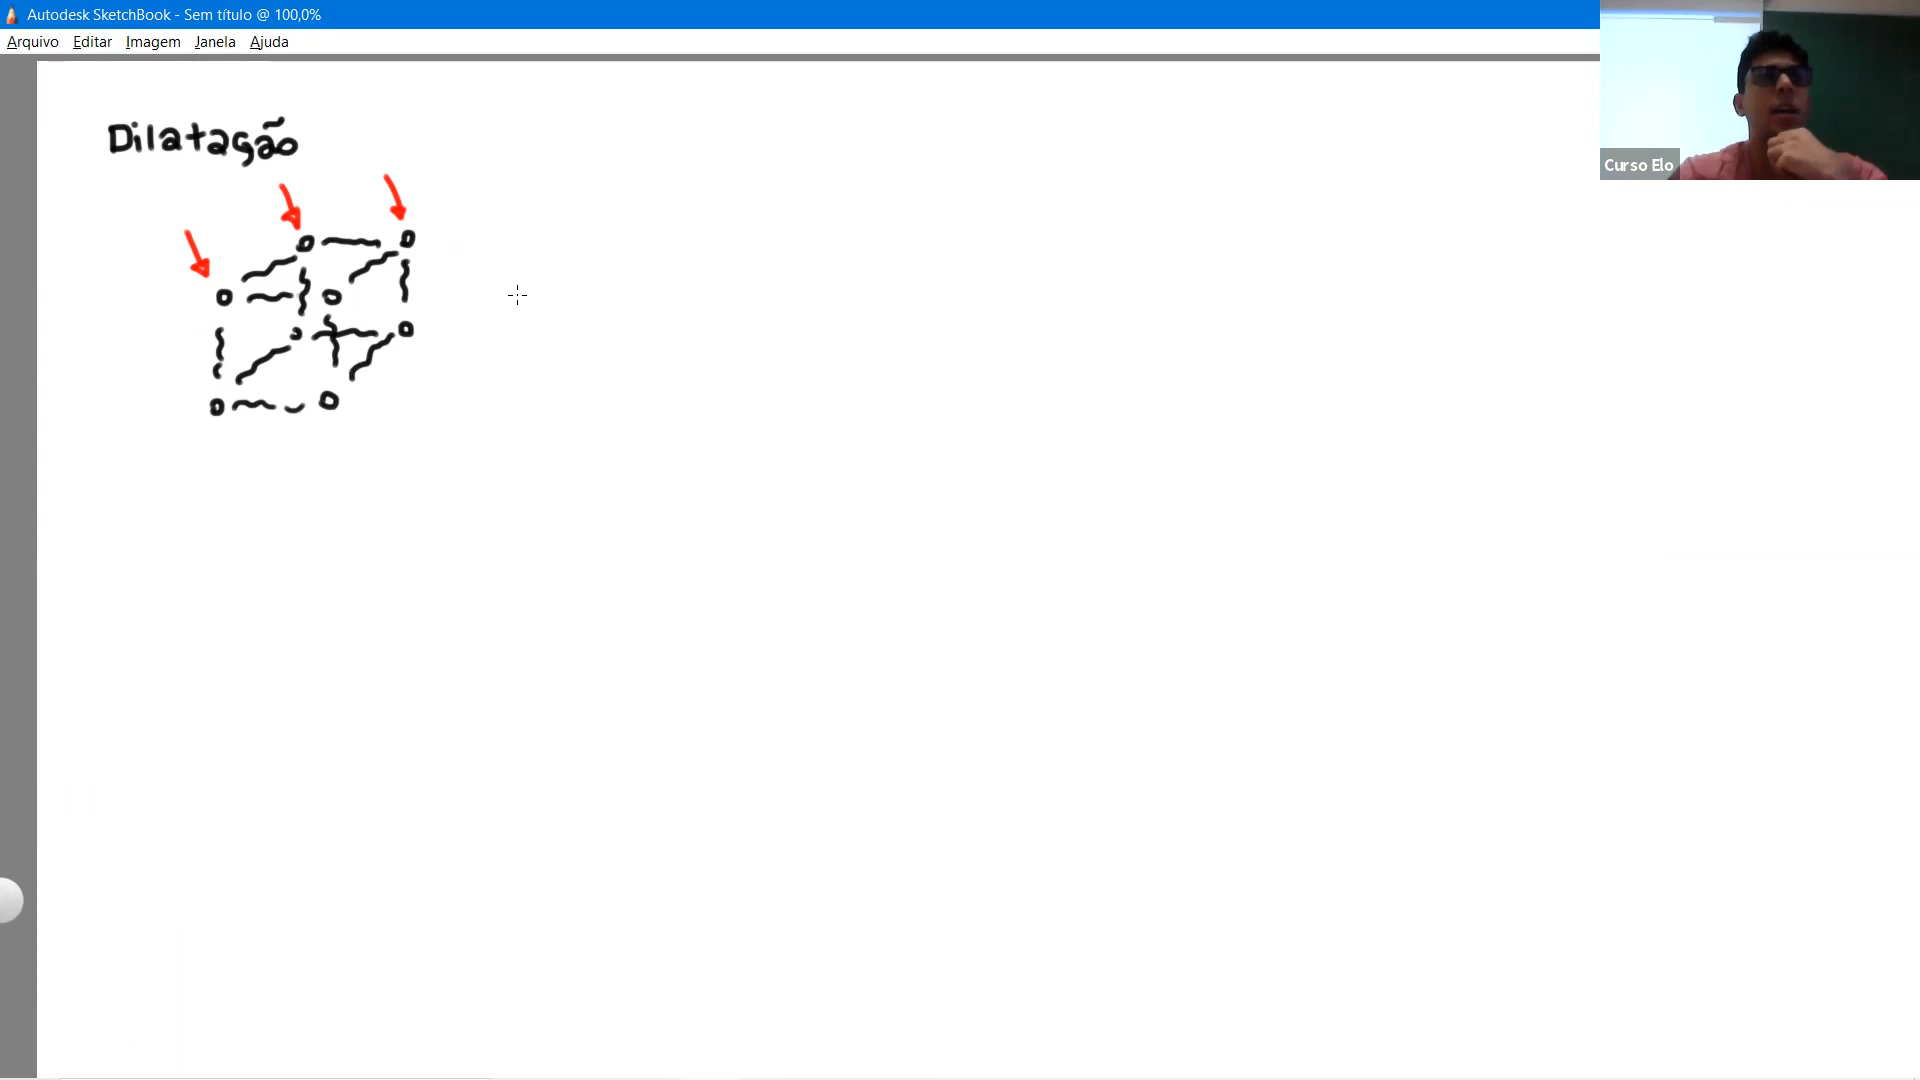 Autodesk SketchBook - Sem título @ 100,0%
Arquivo Editar Imagem Janela Ajuda
Curso Elo
Dilatação